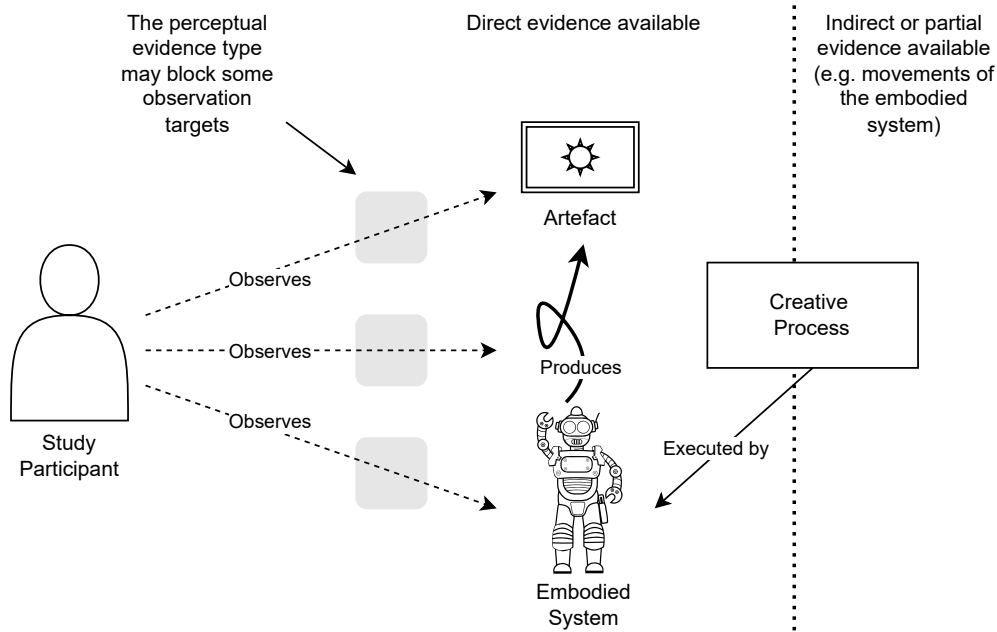 The perceptual
evidence type
may block some
observation
targets
Direct evidence available
Indirect or partial
evidence available
(e.g. movements of
the embodied
system)
Artefact
Observes
Creative
Process
Observes
Produces
Observes
Study
Participant
Executed by
Embodied
System